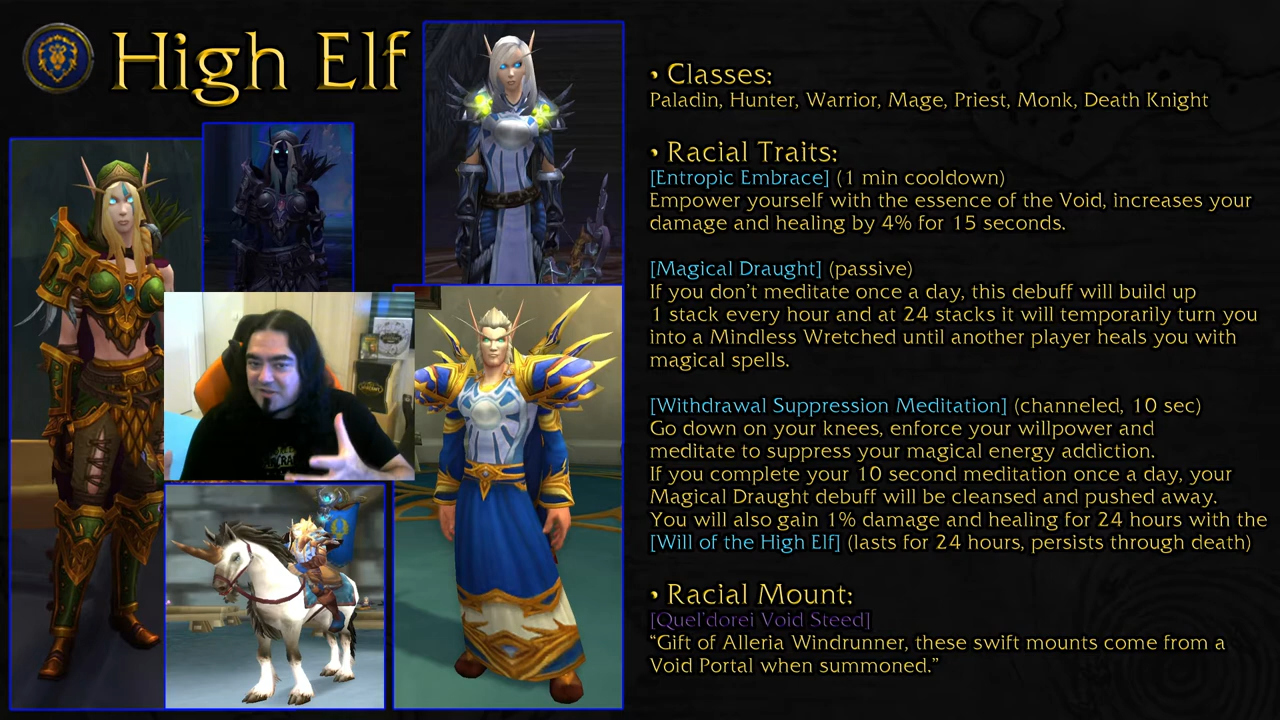 High Elf
• Classes:
Paladin, Hunter, Warrior, Mage, Priest, Monk, Death Knight
• Racial Traits:
[Entropic Embrace] (1 min cooldown)
Empower yourself with the essence of the Void, increases your
damage and healing by 4% for 15 seconds.
[Magical Draught] (passive)
If you don't meditate once a day, this debuff will build up
1 stack every hour and at 24 stacks it will temporarily turn you
into a Mindless Wretched until another player heals you with
magical spells.
[Withdrawal Suppression Meditation] (channeled, 10 sec)
Go down on your knees, enforce your willpower and
meditate to suppress your magical energy addiction.
If you complete your 10 second meditation once a day, your
Magical Draught debuff will be cleansed and pushed away.
You will also gain 1% damage and healing for 24 hours with the
[Will of the High Elf] (lasts for 24 hours, persists through death)
• Racial Mount:
[Quel'dorei Void Steed]
“Gift of Alleria Windrunner, these swift mounts come from a
Void Portal when summoned.”